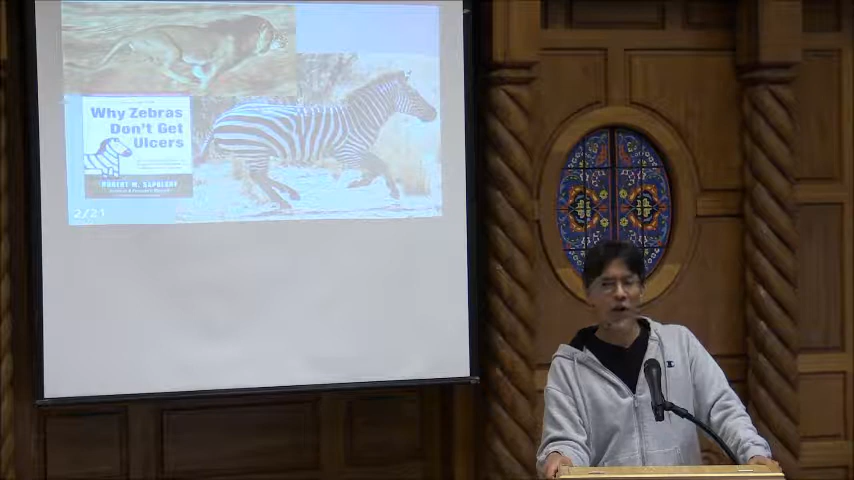 Why Zebras
Don't Get
Ulcers
ROBERT M. SAPOLSKY
2/21